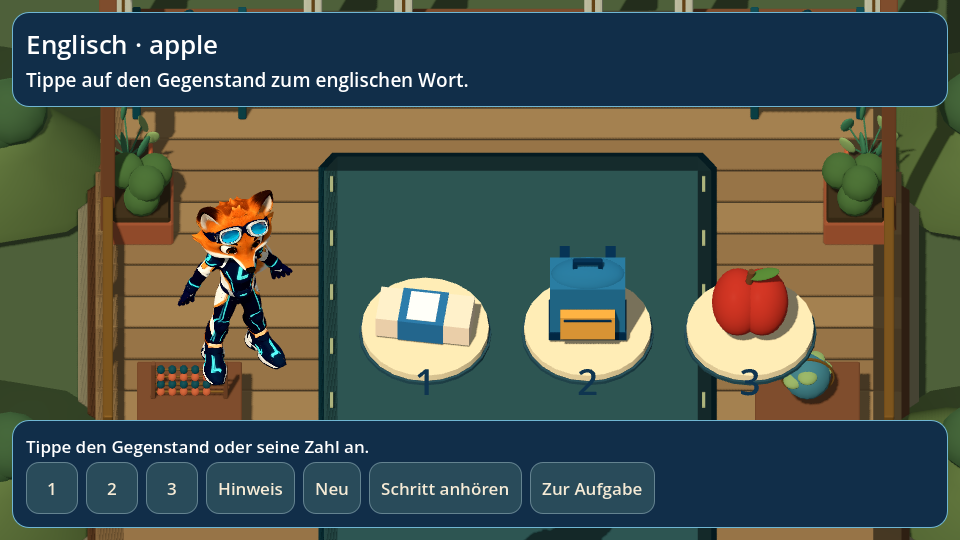 Englisch · apple
Tippe auf den Gegenstand zum englischen Wort.
1 2 3
Tippe den Gegenstand oder seine Zahl an.
1 2 3 Hinweis Neu Schritt anhören Zur Aufgabe